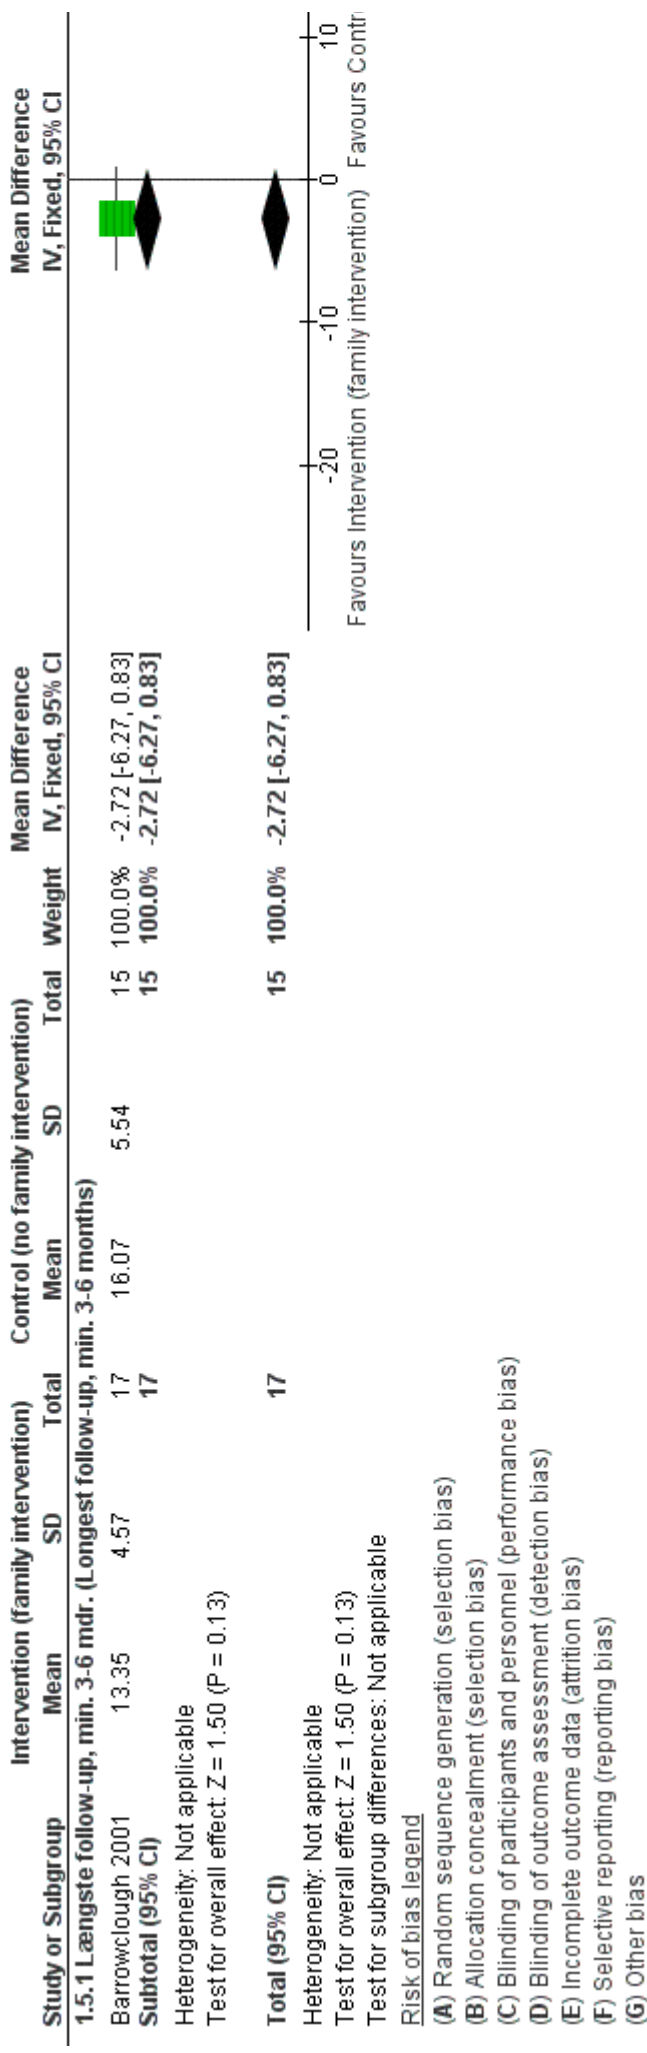 Intervention (family intervention) Control (no family intervention) Mean Difference Mean Difference
Study or Subgroup Mean SD Total Mean SD Total Weight IV, Fixed, 95% CI IV, Fixed, 95% CI
1.5.1 Længste follow-up, min. 3-6 mdr. (Longest follow-up, min. 3-6 months)
Barrowclough 2001 13.35 4.57 17 16.07 5.54 15 100.0% -2.72 [-6.27, 0.83]
Subtotal (95% CI) 17 15 100.0% -2.72 [-6.27, 0.83]
Heterogeneity: Not applicable
Test for overall effect: Z = 1.50 (P = 0.13)
Total (95% CI) 17 15 100.0% -2.72 [-6.27, 0.83]
Heterogeneity: Not applicable
Test for overall effect: Z = 1.50 (P = 0.13)
Test for subgroup differences: Not applicable
-20 -10 0 10
Favours Intervention (family intervention) Favours Contr
Risk of bias legend
(A) Random sequence generation (selection bias)
(B) Allocation concealment (selection bias)
(C) Blinding of participants and personnel (performance bias)
(D) Blinding of outcome assessment (detection bias)
(E) Incomplete outcome data (attrition bias)
(F) Selective reporting (reporting bias)
(G) Other bias